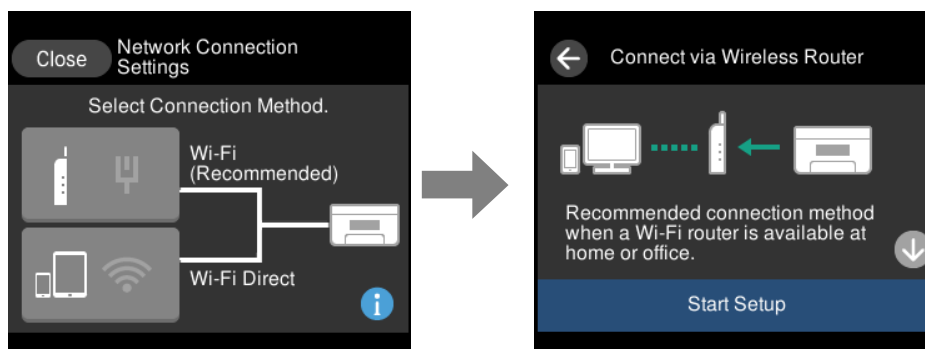 Close
Network Connection
Settings
Select Connection Method.
Wi-Fi
(Recommended)
Wi-Fi Direct
i
Connect via Wireless Router
Recommended connection method
when a Wi-Fi router is available at
home or office.
Start Setup